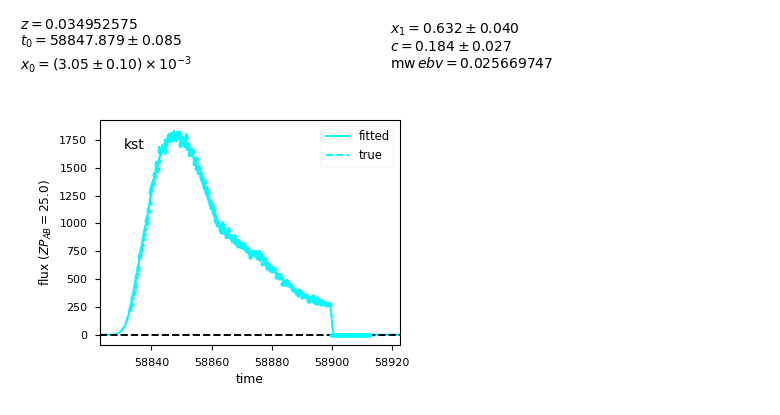 z = 0.034952575
t₀ = 58847.879 ± 0.085
x₀ = (3.05 ± 0.10) × 10⁻³
x₁ = 0.632 ± 0.040
c = 0.184 ± 0.027
mw ebv = 0.025669747
kst
fitted
true
flux (ZP_AB = 25.0)
1750
1500
1250
1000
750
500
250
0
58840 58860 58880 58900 58920
time